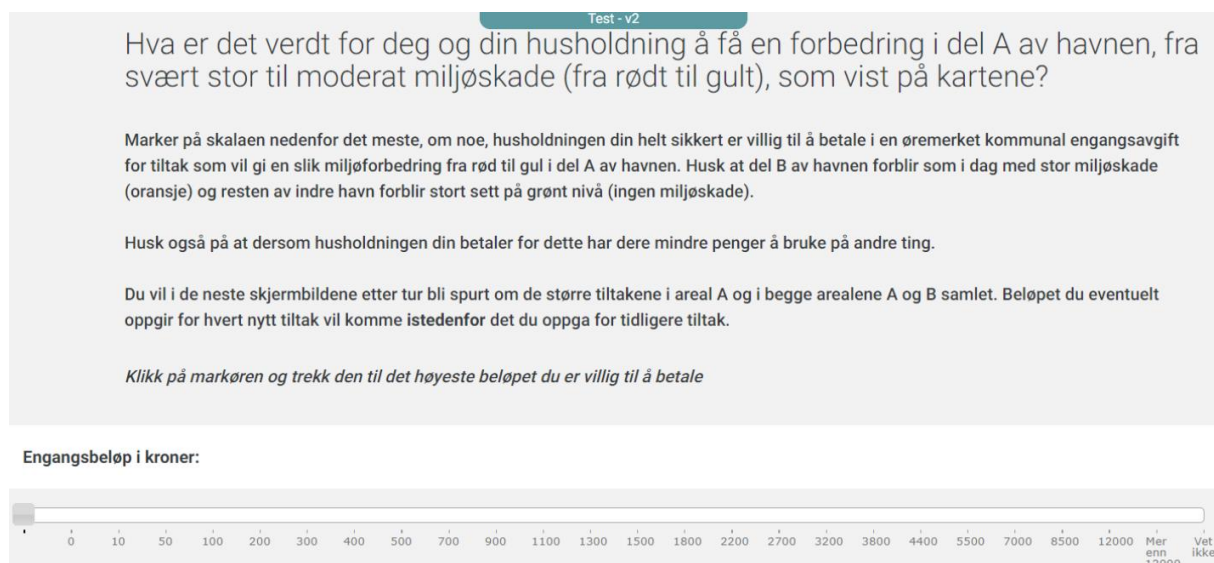 Test - v2
Hva er det verdt for deg og din husholdning å få en forbedring i del A av havnen, fra
svært stor til moderat miljøskade (fra rødt til gult), som vist på kartene?
Marker på skalaen nedenfor det meste, om noe, husholdningen din helt sikkert er villig til å betale i en øremerket kommunal engangsavgift
for tiltak som vil gi en slik miljøforbedring fra rød til gul i del A av havnen. Husk at del B av havnen forblir som i dag med stor miljøskade
(oransje) og resten av indre havn forblir stort sett på grønt nivå (ingen miljøskade).
Husk også på at dersom husholdningen din betaler for dette har dere mindre penger å bruke på andre ting.
Du vil i de neste skjermbildene etter tur bli spurt om de større tiltakene i areal A og i begge arealene A og B samlet. Beløpet du eventuelt
oppgir for hvert nytt tiltak vil komme istedenfor det du oppga for tidligere tiltak.
Klikk på markøren og trekk den til det høyeste beløpet du er villig til å betale
Engangsbeløp i kroner:
0 10 50 100 200 300 400 500 700 900 1100 1300 1500 1800 2200 2700 3200 3800 4400 5500 7000 8500 12000 Mer Vet
enn ikke
12000